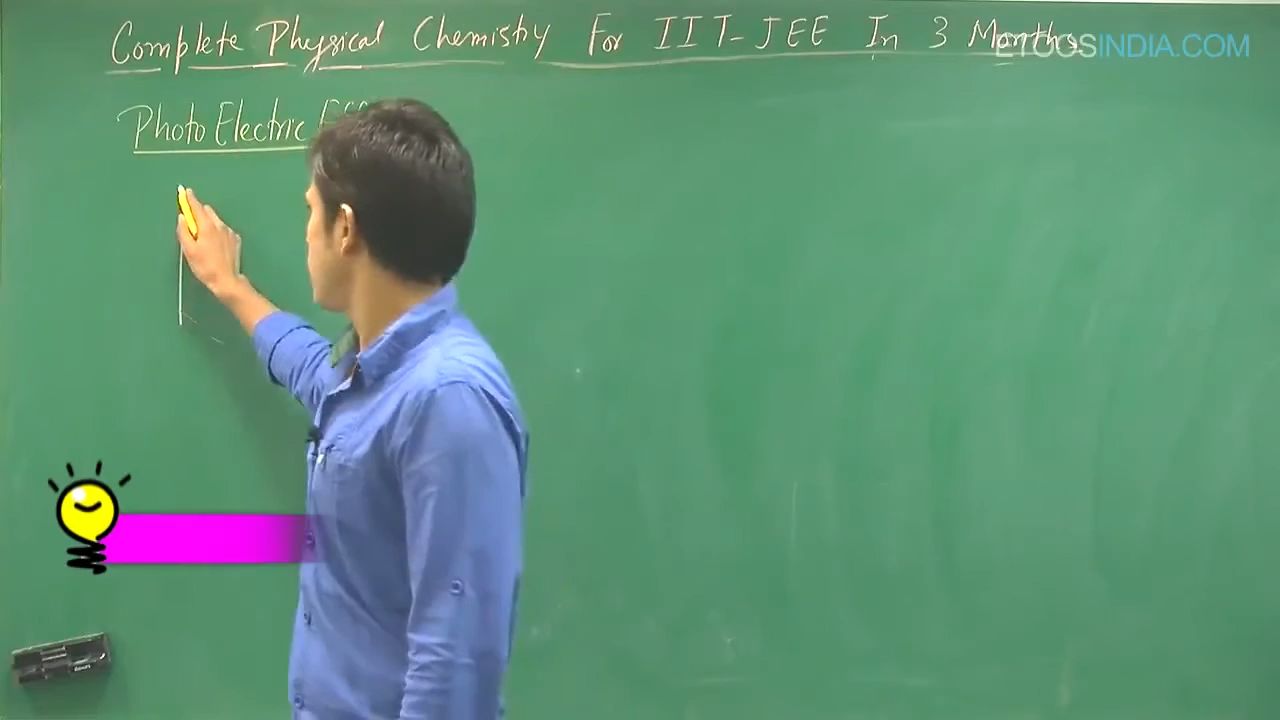 Complete Physical Chemistry For IIT-JEE In 3 Months
ETOOSINDIA.COM
Photo Electric